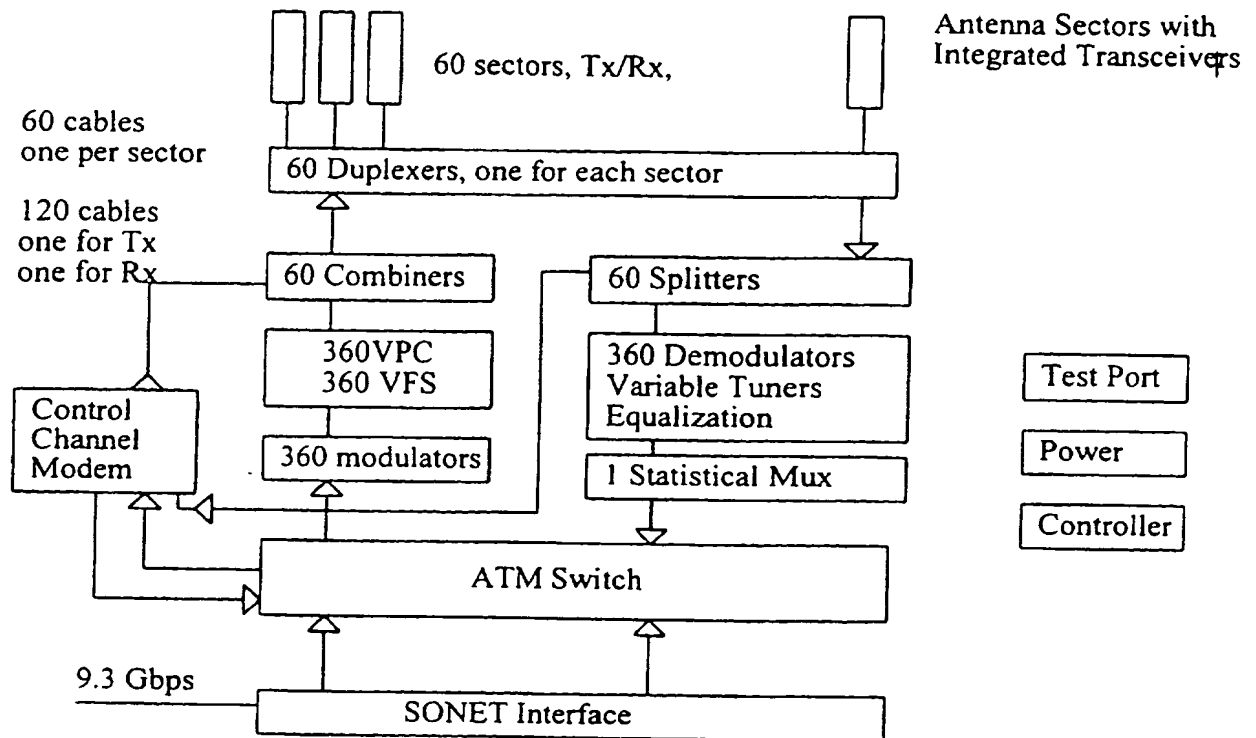 Antenna Sectors with
Integrated Transceivers
60 sectors, Tx/Rx,
60 cables
one per sector
60 Duplexers, one for each sector
120 cables
one for Tx
one for Rx
60 Combiners
60 Splitters
360VPC
360 VFS
360 Demodulators
Variable Tuners
Equalization
Test Port
Control
Channel
Modem
360 modulators
1 Statistical Mux
Power
Controller
ATM Switch
9.3 Gbps
SONET Interface